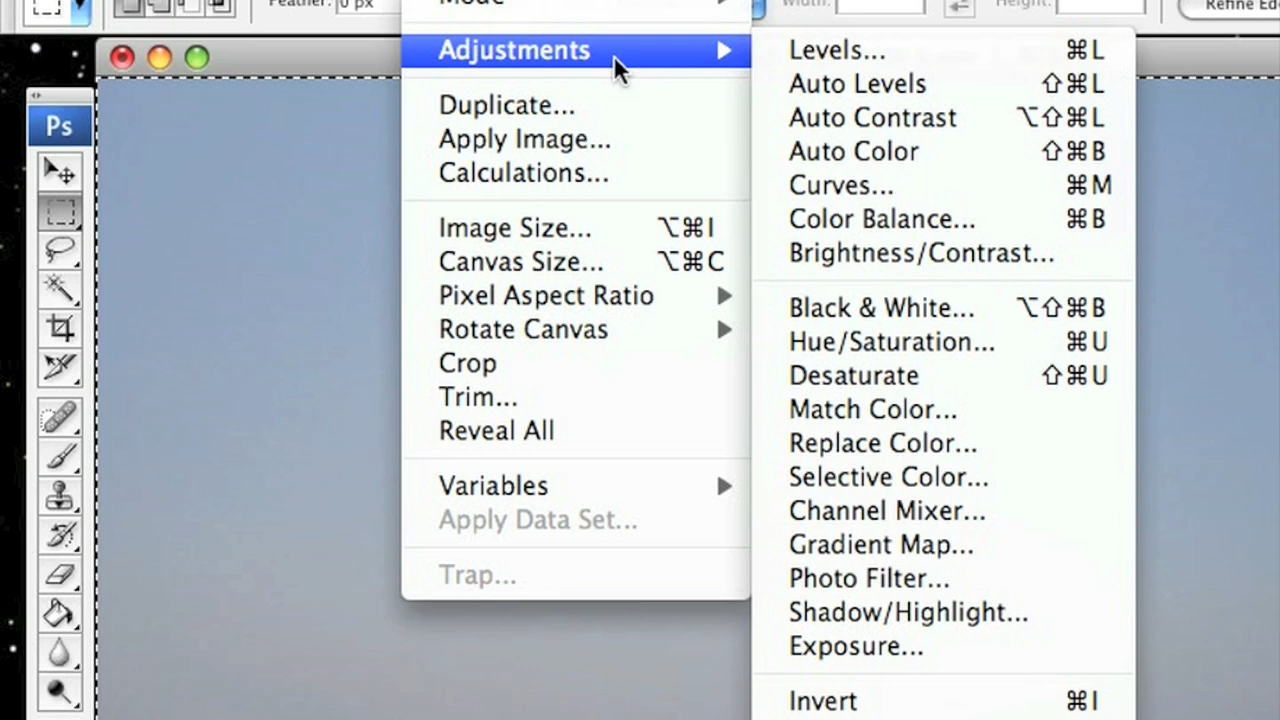 Feather: 0 px
Width:
Height:
Refine Ed
Mode
Adjustments
Duplicate...
Apply Image...
Calculations...
Image Size... ⌥⌘I
Canvas Size... ⌥⌘C
Pixel Aspect Ratio
Rotate Canvas
Crop
Trim...
Reveal All
Variables
Apply Data Set...
Trap...
Levels... ⌘L
Auto Levels ⇧⌘L
Auto Contrast ⌥⇧⌘L
Auto Color ⇧⌘B
Curves... ⌘M
Color Balance... ⌘B
Brightness/Contrast...
Black & White... ⌥⇧⌘B
Hue/Saturation... ⌘U
Desaturate ⇧⌘U
Match Color...
Replace Color...
Selective Color...
Channel Mixer...
Gradient Map...
Photo Filter...
Shadow/Highlight...
Exposure...
Invert ⌘I
Ps